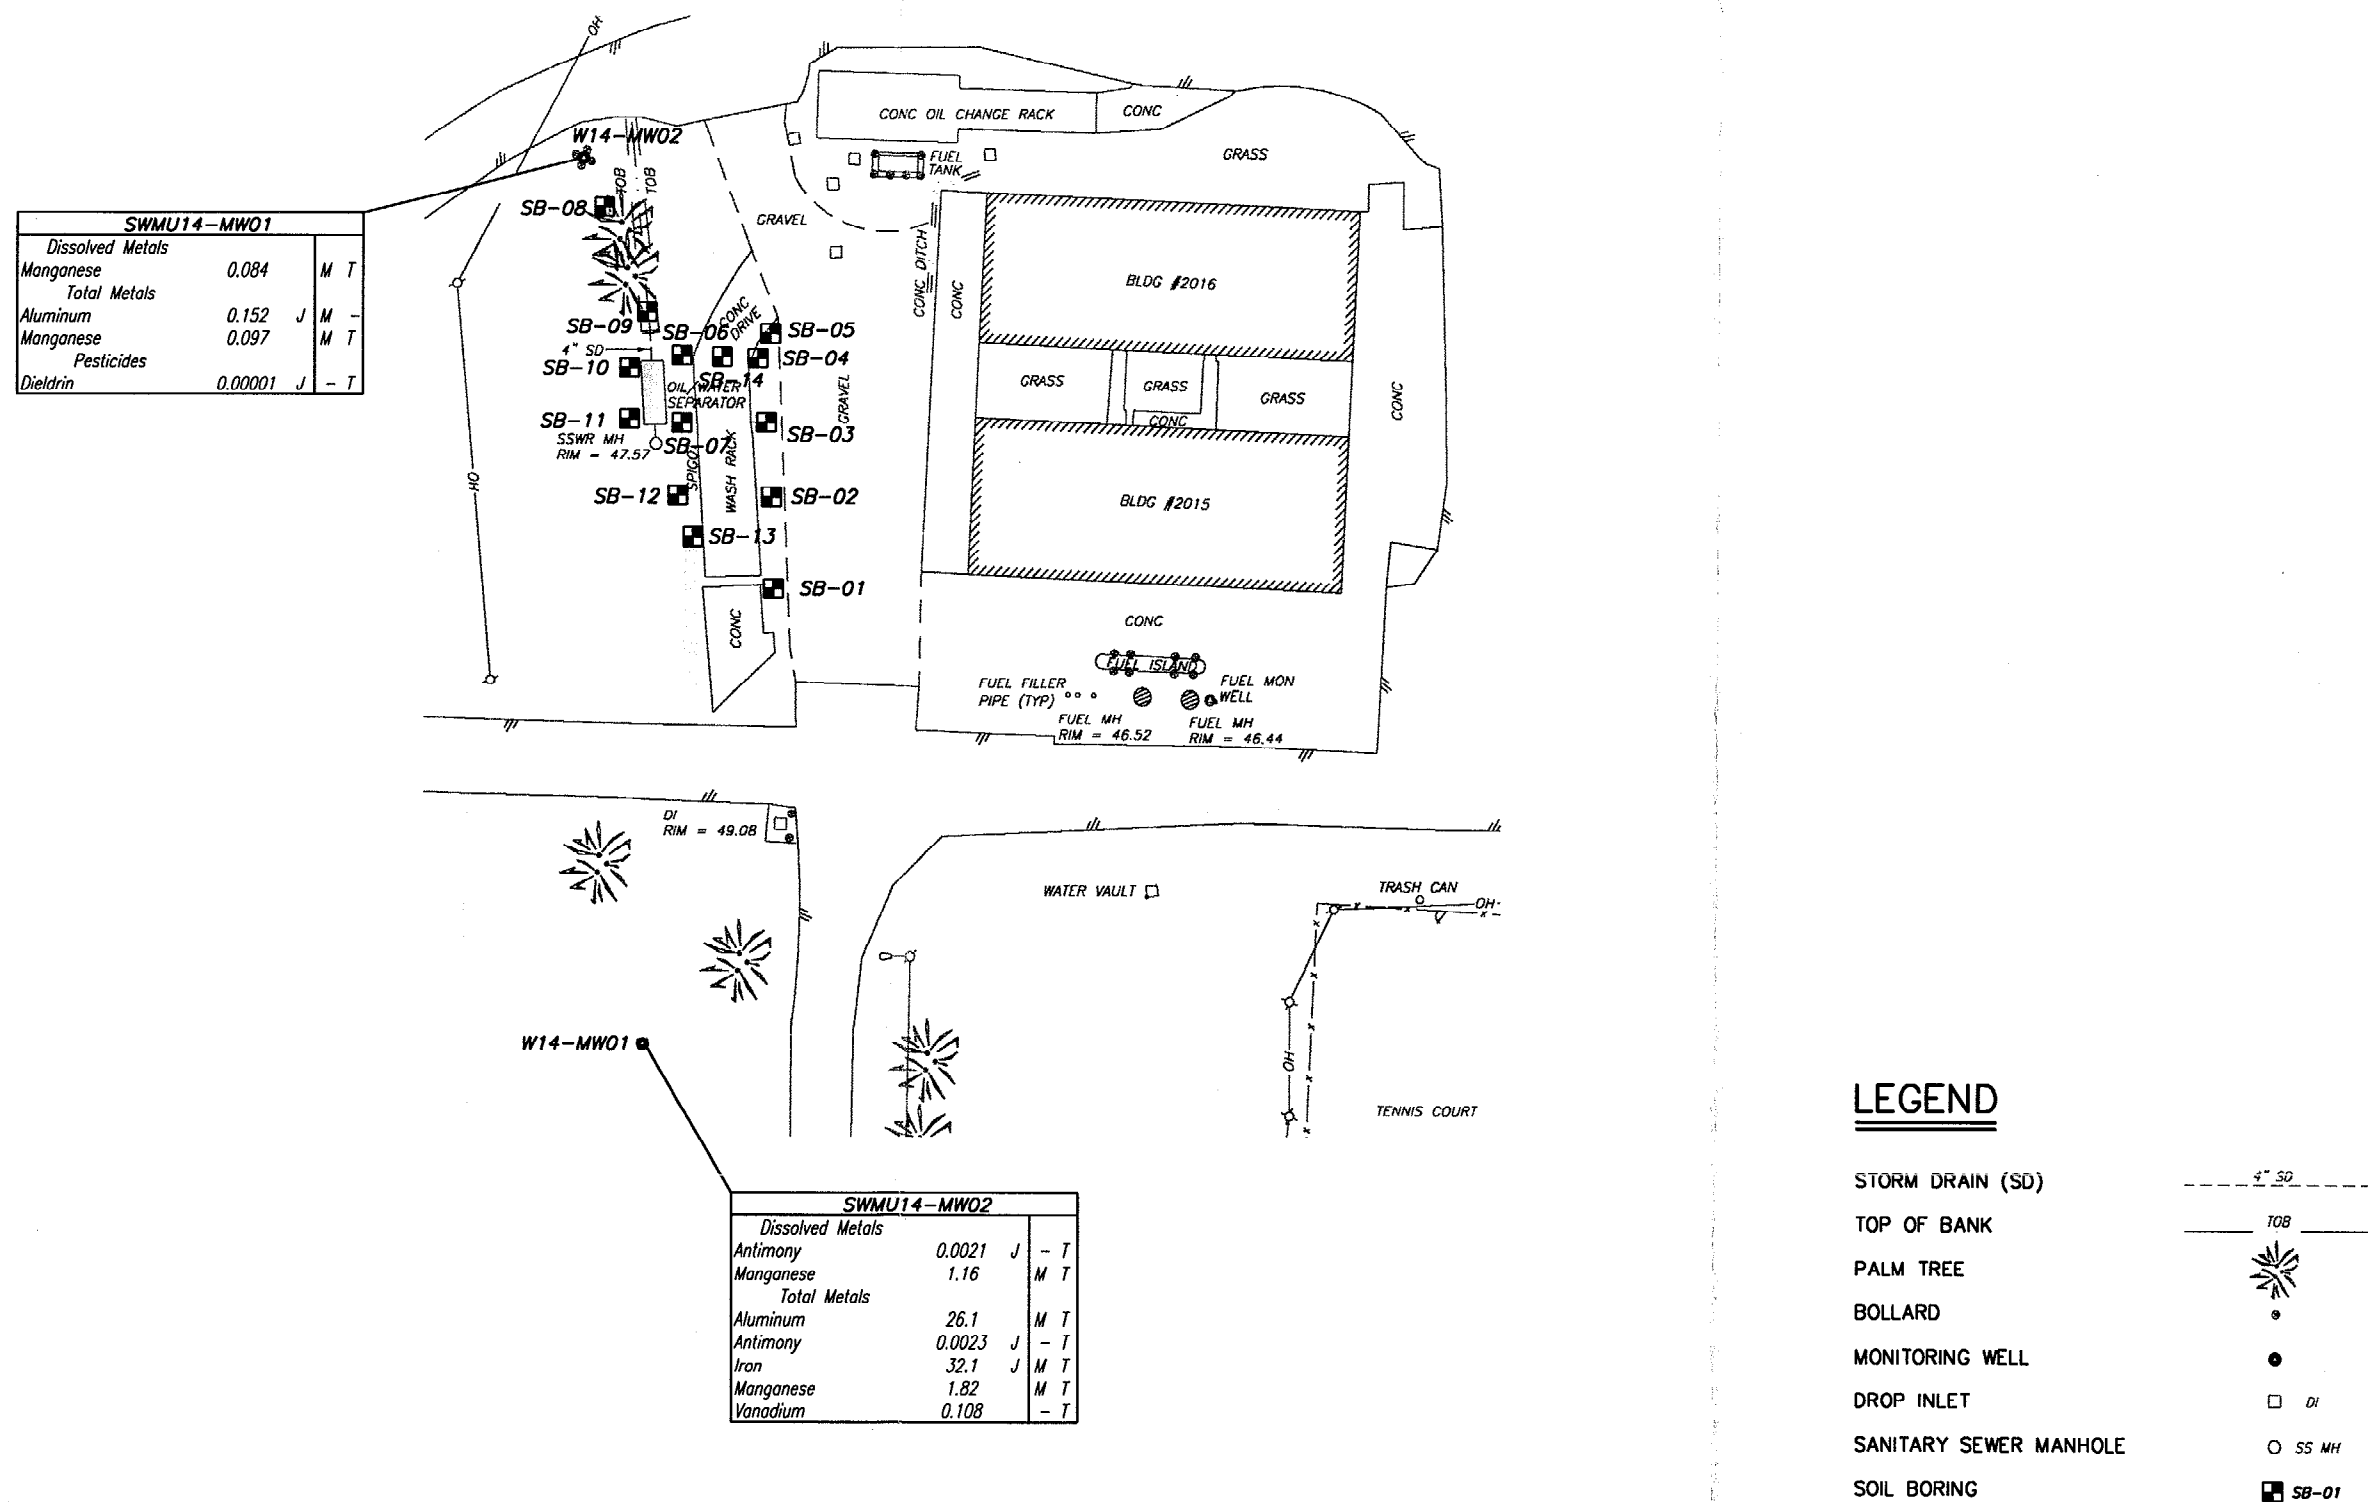 OH
W14-MW02
CONC OIL CHANGE RACK
CONC
GRASS
FUEL
TANK
TOB
TOB
SB-08
GRAVEL
SWMU14-MW01
Dissolved Metals
Manganese 0.084 M T
Total Metals
Aluminum 0.152 J M -
Manganese 0.097 M T
Pesticides
Dieldrin 0.00001 J - T
CONC DITCH
CONC
BLDG #2016
CONC
DRIVE
SB-09
SB-06
SB-05
4" SD
SB-04
SB-10
SB-14
OIL/WATER
SEPARATOR
GRAVEL
GRASS
GRASS
GRASS
CONC
CONC
SB-11
SSWR MH
RIM = 47.57
SB-07
SB-03
OH
SPIGOT
WASH RACK
SB-12
SB-02
BLDG #2015
SB-13
SB-01
CONC
CONC
FUEL ISLAND
FUEL FILLER
PIPE (TYP)
FUEL MON
WELL
FUEL MH
RIM = 46.52
FUEL MH
RIM = 46.44
DI
RIM = 49.08
WATER VAULT
TRASH CAN
OH
W14-MW01
OH
TENNIS COURT
SWMU14-MW02
Dissolved Metals
Antimony 0.0021 J - T
Manganese 1.16 M T
Total Metals
Aluminum 26.1 M T
Antimony 0.0023 J - T
Iron 32.1 J M T
Manganese 1.82 M T
Vanadium 0.108 - T
LEGEND
STORM DRAIN (SD) 4" SD
TOP OF BANK TOB
PALM TREE
BOLLARD
MONITORING WELL
DROP INLET DI
SANITARY SEWER MANHOLE SS MH
SOIL BORING SB-01